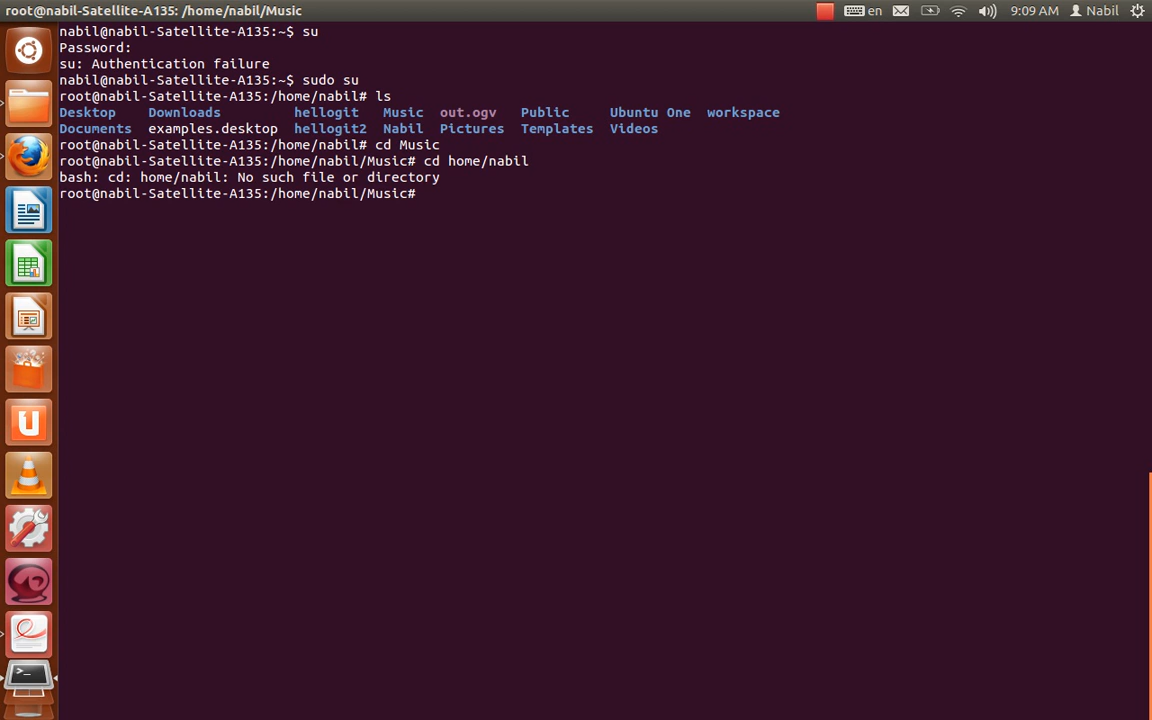 root@nabil-Satellite-A135: /home/nabil/Music en 9:09 AM Nabil
nabil@nabil-Satellite-A135:~$ su
Password:
su: Authentication failure
nabil@nabil-Satellite-A135:~$ sudo su
root@nabil-Satellite-A135:/home/nabil# ls
Desktop Downloads hellogit Music out.ogv Public Ubuntu One workspace
Documents examples.desktop hellogit2 Nabil Pictures Templates Videos
root@nabil-Satellite-A135:/home/nabil# cd Music
root@nabil-Satellite-A135:/home/nabil/Music# cd home/nabil
bash: cd: home/nabil: No such file or directory
root@nabil-Satellite-A135:/home/nabil/Music#